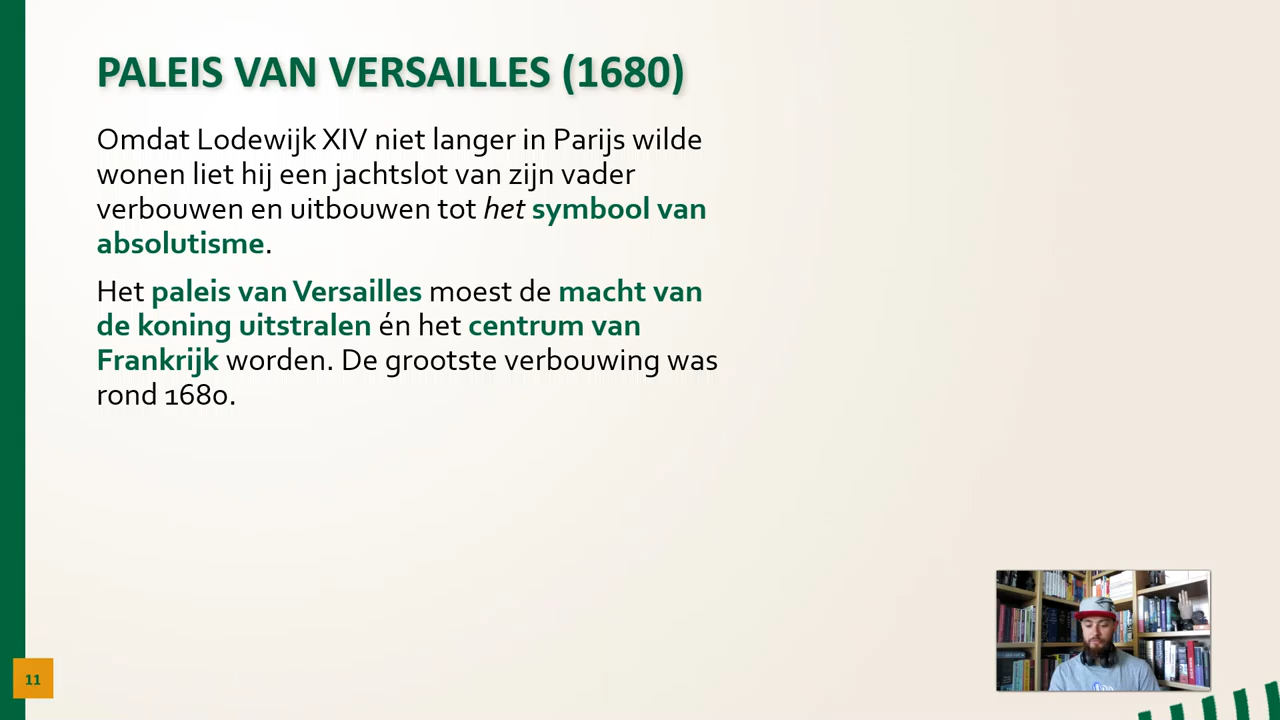 PALEIS VAN VERSAILLES (1680)
Omdat Lodewijk XIV niet langer in Parijs wilde
wonen liet hij een jachtslot van zijn vader
verbouwen en uitbouwen tot het symbool van
absolutisme.
Het paleis van Versailles moest de macht van
de koning uitstralen én het centrum van
Frankrijk worden. De grootste verbouwing was
rond 1680.
11